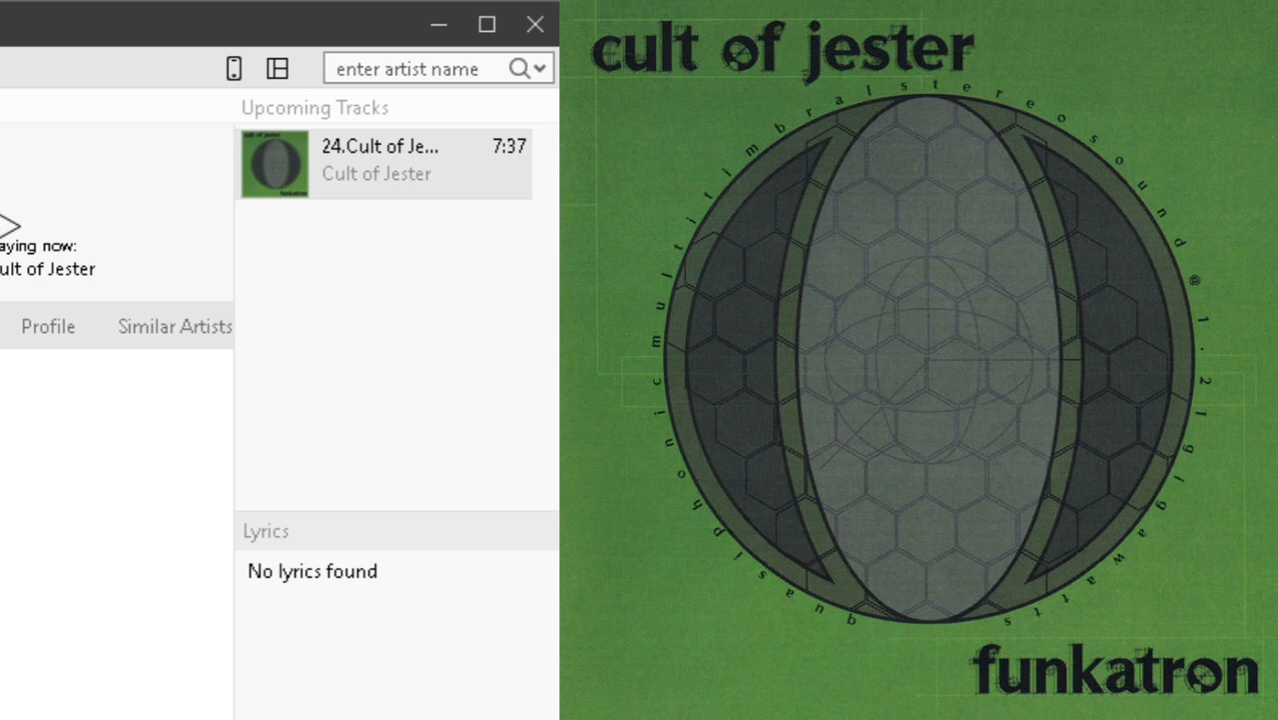 enter artist name
Upcoming Tracks
24.Cult of Je... 7:37
Cult of Jester
aying now:
ult of Jester
Profile Similar Artists
Lyrics
No lyrics found
cult of jester
quasiphonic multitimbral stereo sound @ 1.21 gigawatts
funkatron